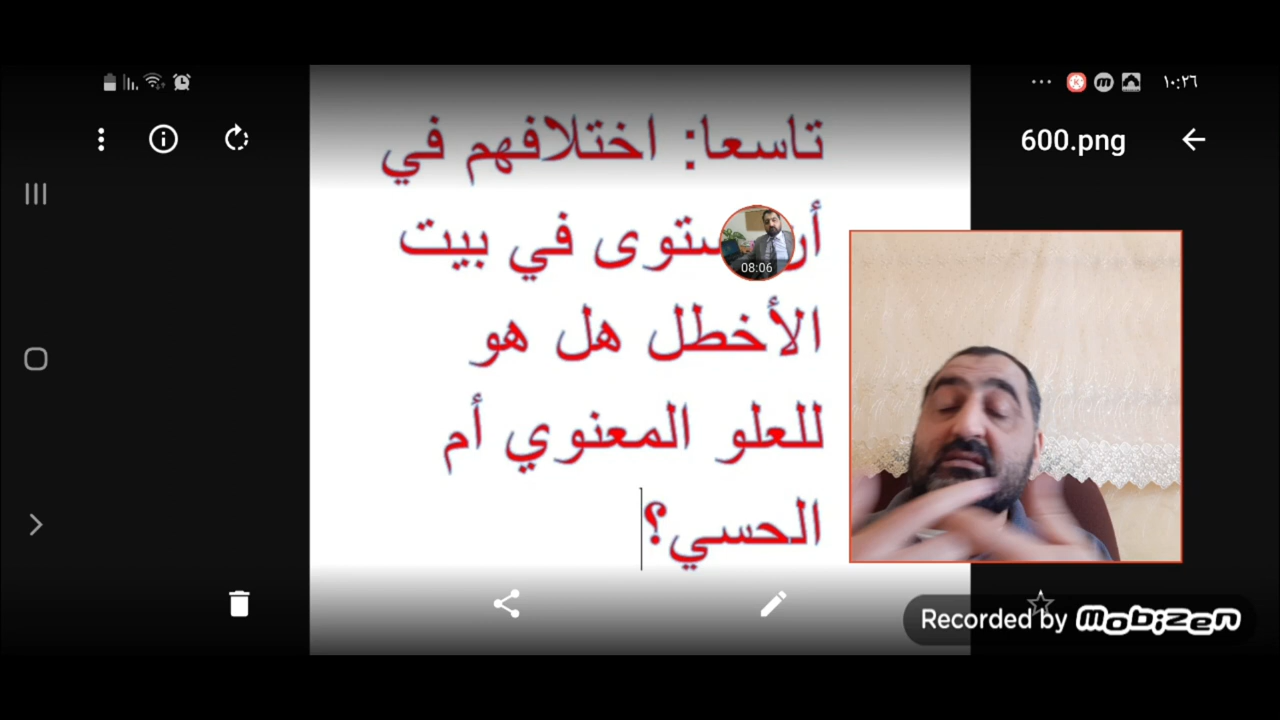 ١٠:٢٦
600.png
تاسعا: اختلافهم في
ستوى في بيت
08:06
الأخطل هل هو
للعلو المعنوي أم
الحسي؟
Recorded by mobizen